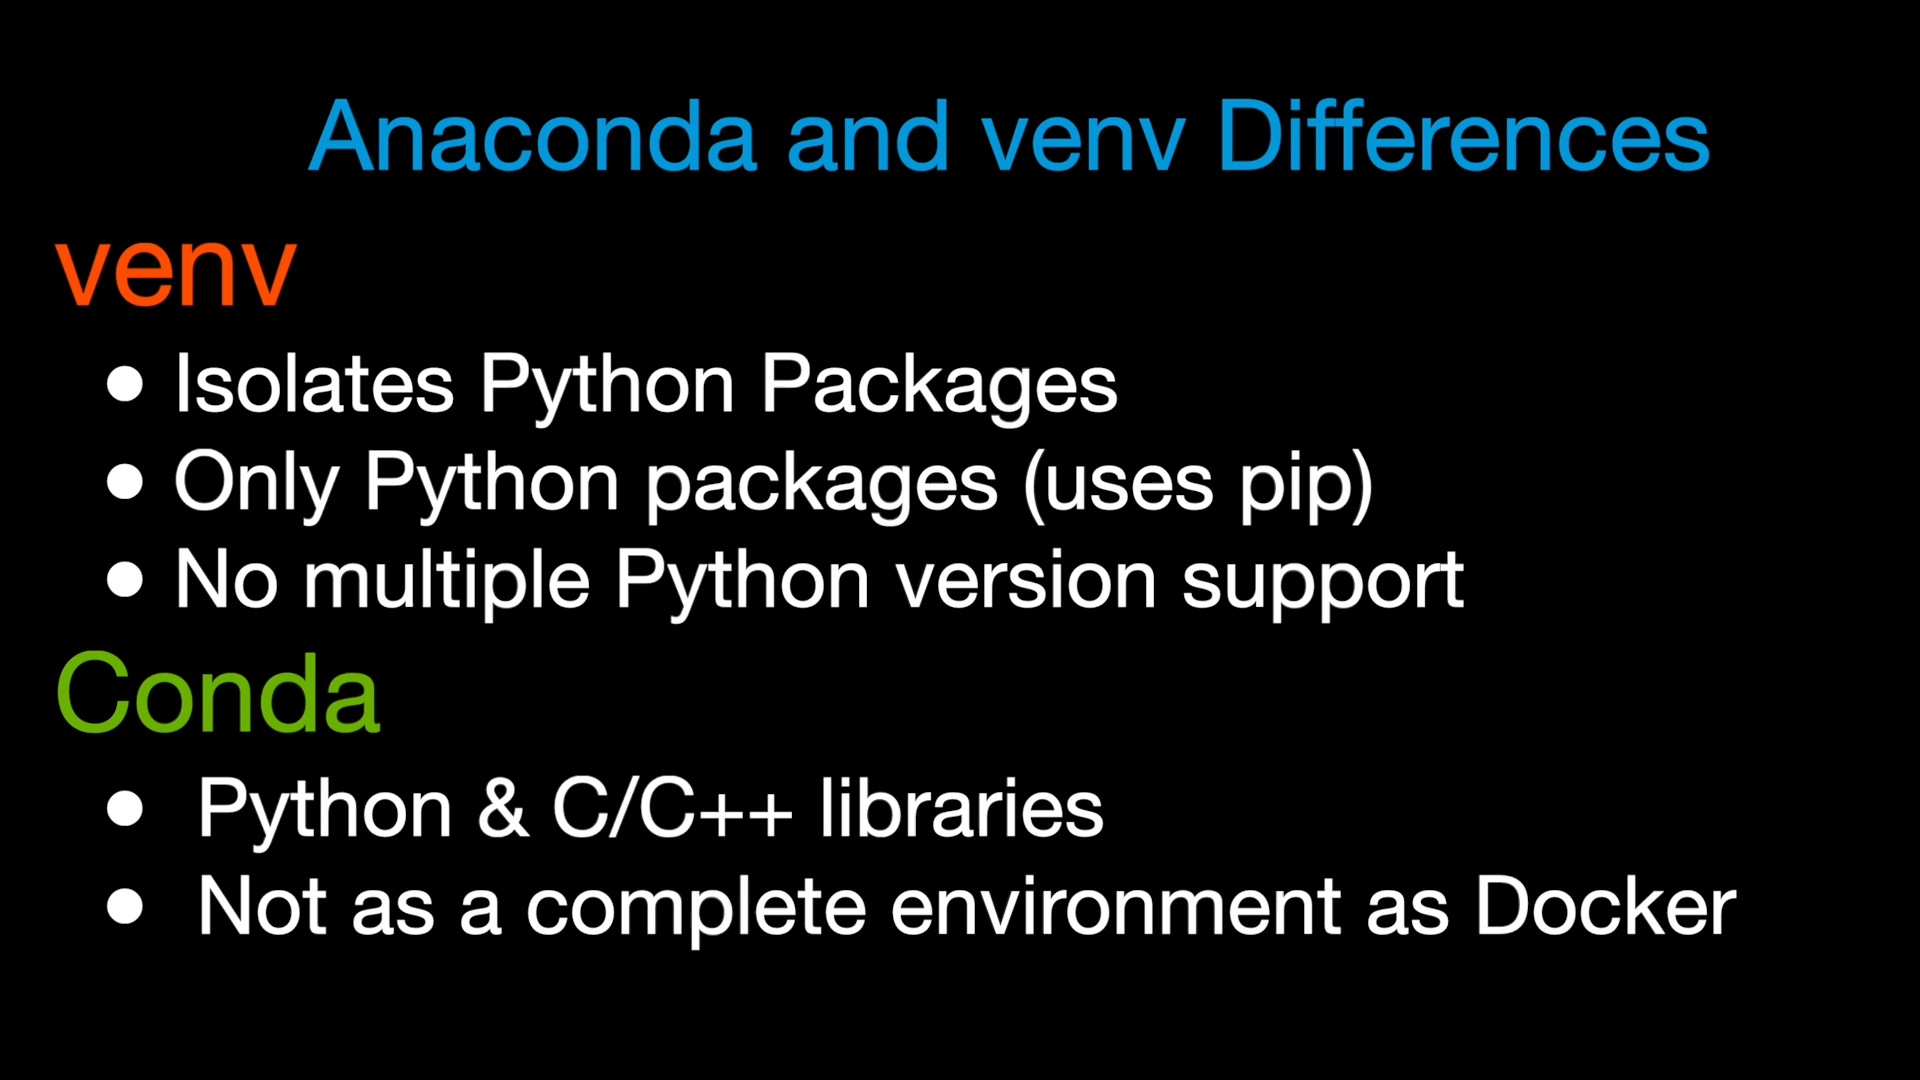 Anaconda and venv Differences
venv
● Isolates Python Packages
● Only Python packages (uses pip)
● No multiple Python version support
Conda
● Python & C/C++ libraries
● Not as a complete environment as Docker